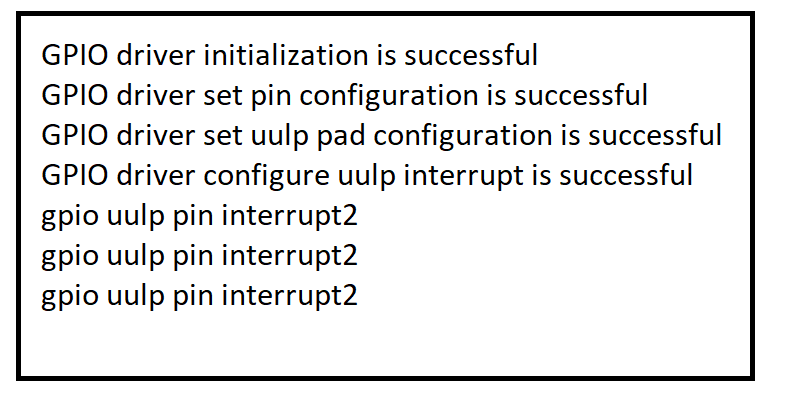 GPIO driver initialization is successful
GPIO driver set pin configuration is successful
GPIO driver set uulp pad configuration is successful
GPIO driver configure uulp interrupt is successful
gpio uulp pin interrupt2
gpio uulp pin interrupt2
gpio uulp pin interrupt2